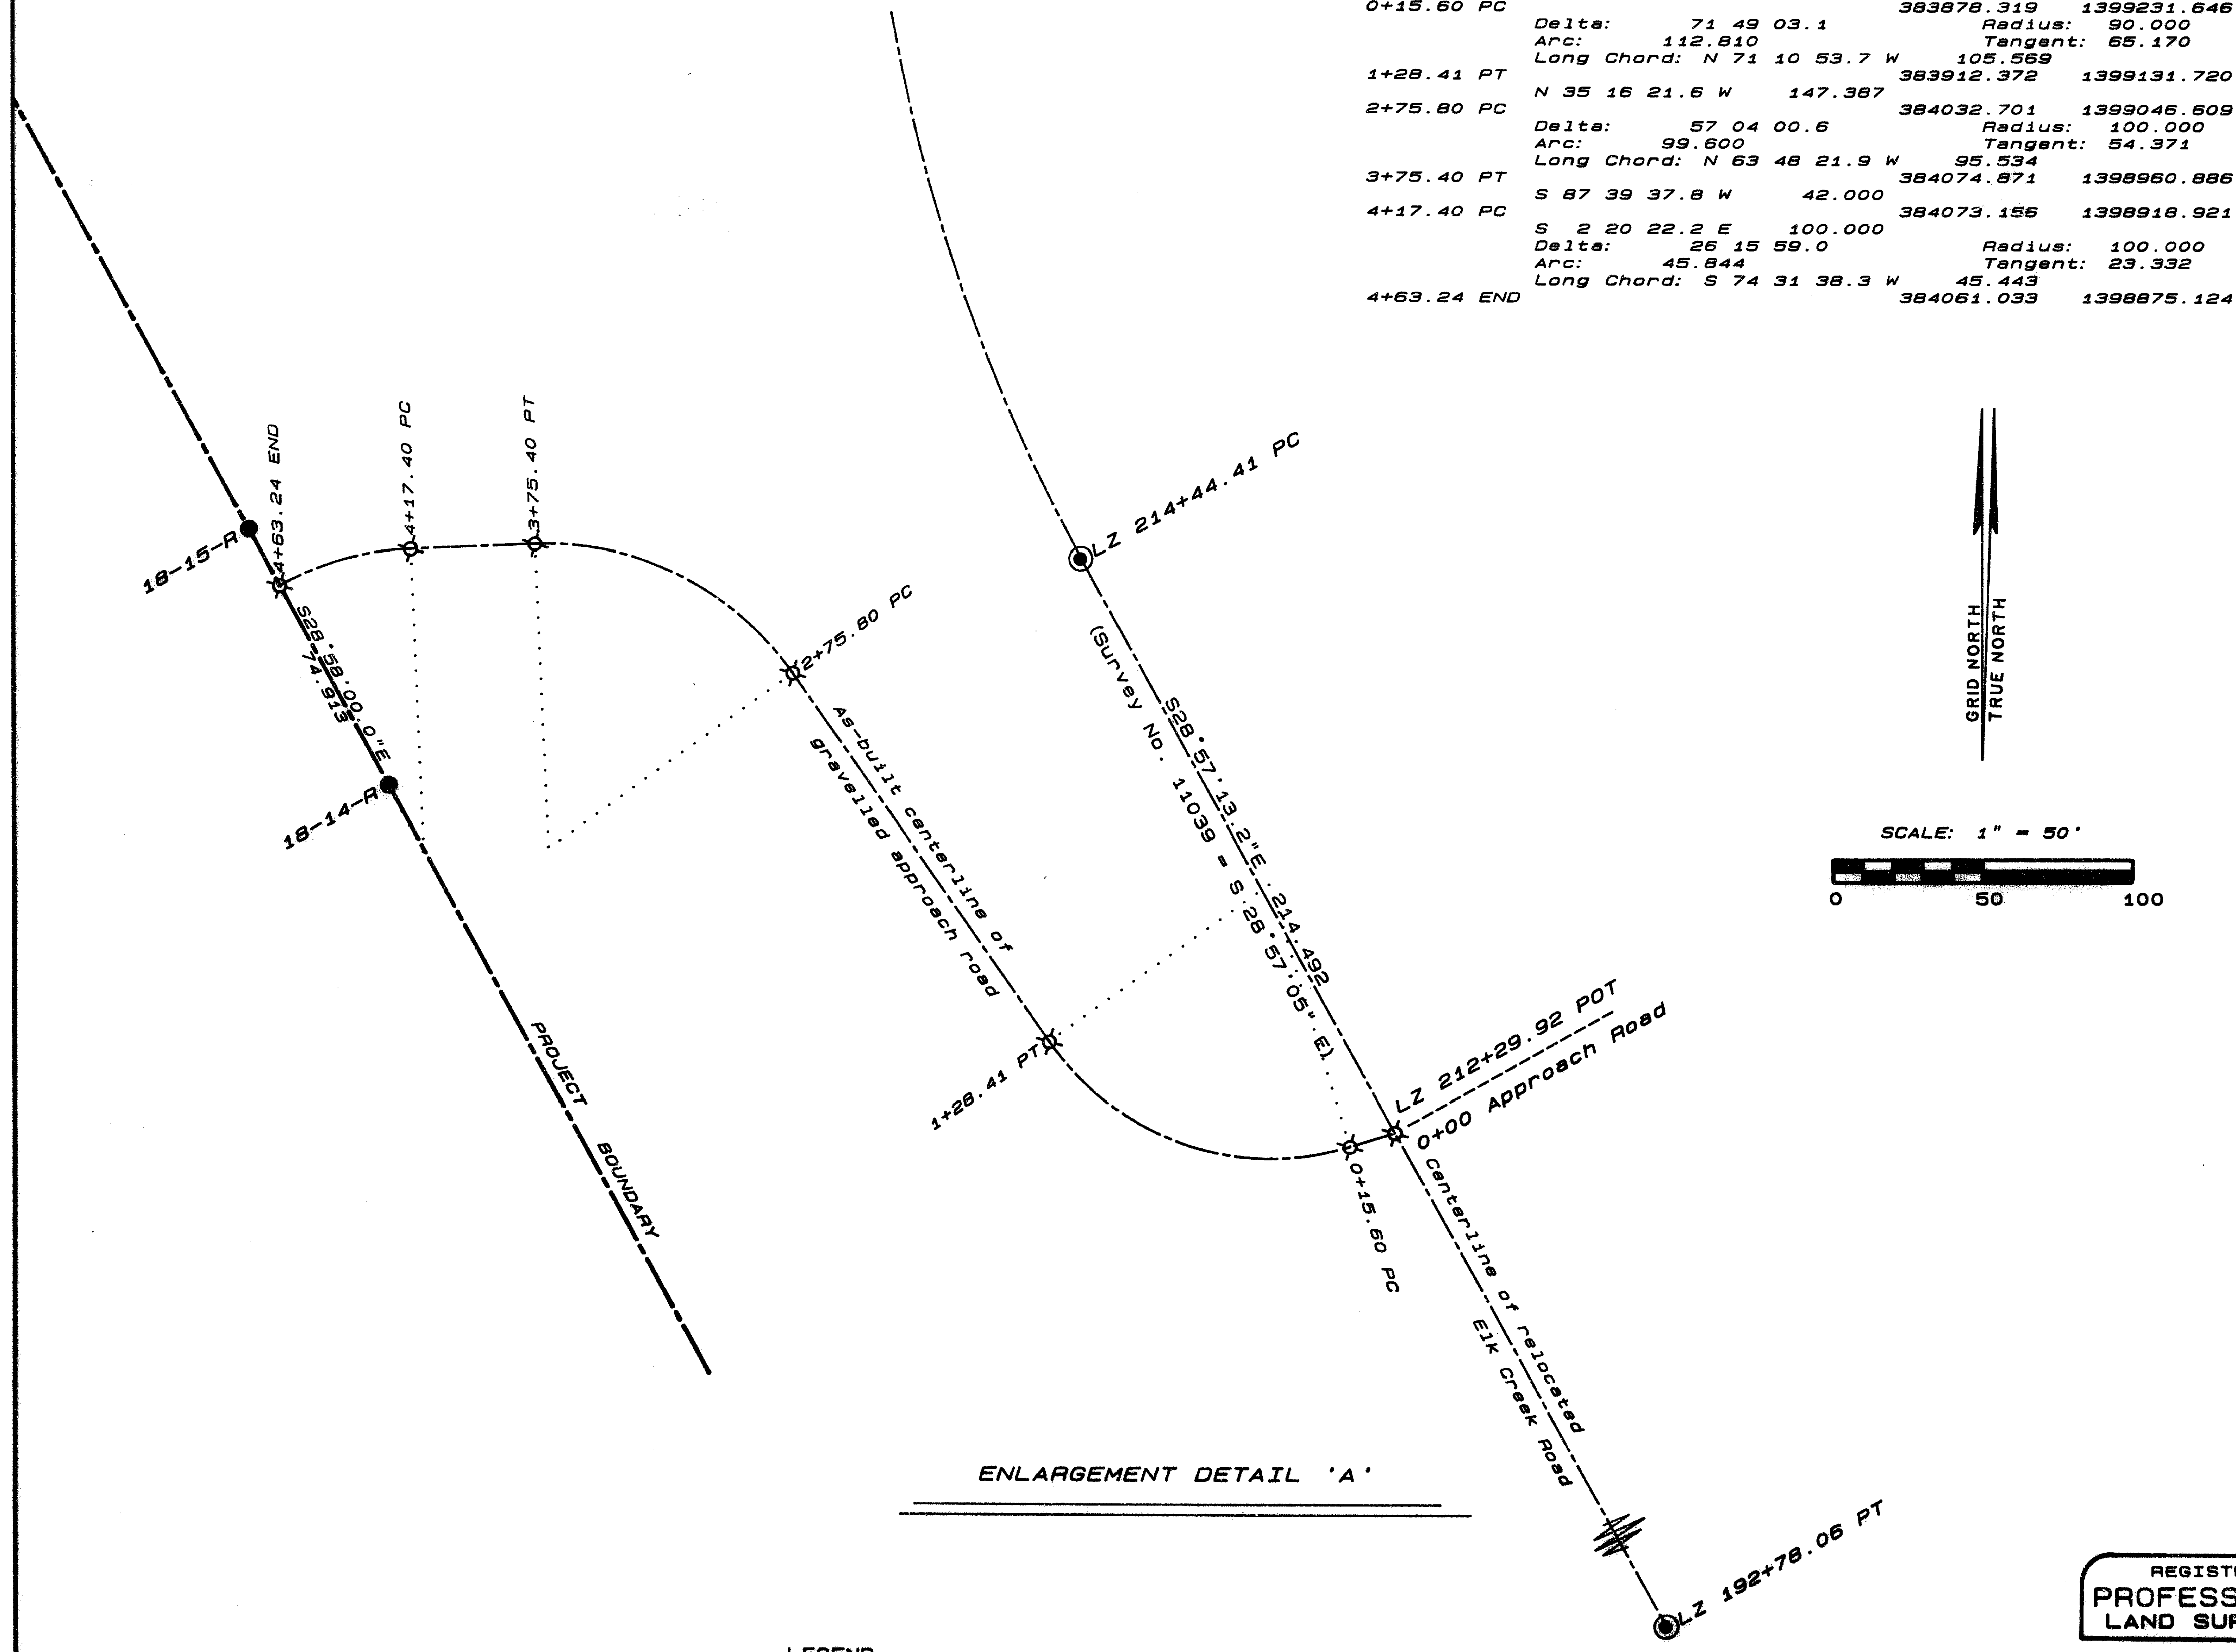 0+15.60 PC 383878.319 1399231.646
Delta: 71 49 03.1 Radius: 90.000
Arc: 112.810 Tangent: 65.170
Long Chord: N 71 10 53.7 W 105.569
1+28.41 PT 383912.372 1399131.720
N 35 16 21.6 W 147.387
2+75.80 PC 384032.701 1399046.609
Delta: 57 04 00.6 Radius: 100.000
Arc: 99.600 Tangent: 54.371
Long Chord: N 63 48 21.9 W 95.534
3+75.40 PT 384074.871 1398960.886
S 87 39 37.8 W 42.000
4+17.40 PC 384073.156 1398918.921
S 2 20 22.2 E 100.000
Delta: 26 15 59.0 Radius: 100.000
Arc: 45.844 Tangent: 23.332
Long Chord: S 74 31 38.3 W 45.443
4+63.24 END 384061.033 1398875.124
4+63.24 END
4+17.40 PC
3+75.40 PT
LZ 214+44.41 PC
18-15-R
2+75.80 PC
S28°58'00.0"E
74.913
18-14-R
As-built centerline of
gravelled approach road
S28°57'13.2"E 214.492
(Survey No. 11039 = S 28°57'05" E)
GRID NORTH
TRUE NORTH
SCALE: 1" = 50'
0 50 100
1+28.41 PT
LZ 212+29.92 POT
0+00 Approach Road
0+15.60 PC
PROJECT
BOUNDARY
Centerline of relocated
Elk Creek Road
ENLARGEMENT DETAIL 'A'
LZ 192+78.06 PT
REGIST
PROFESS
LAND SUR
LEGEND